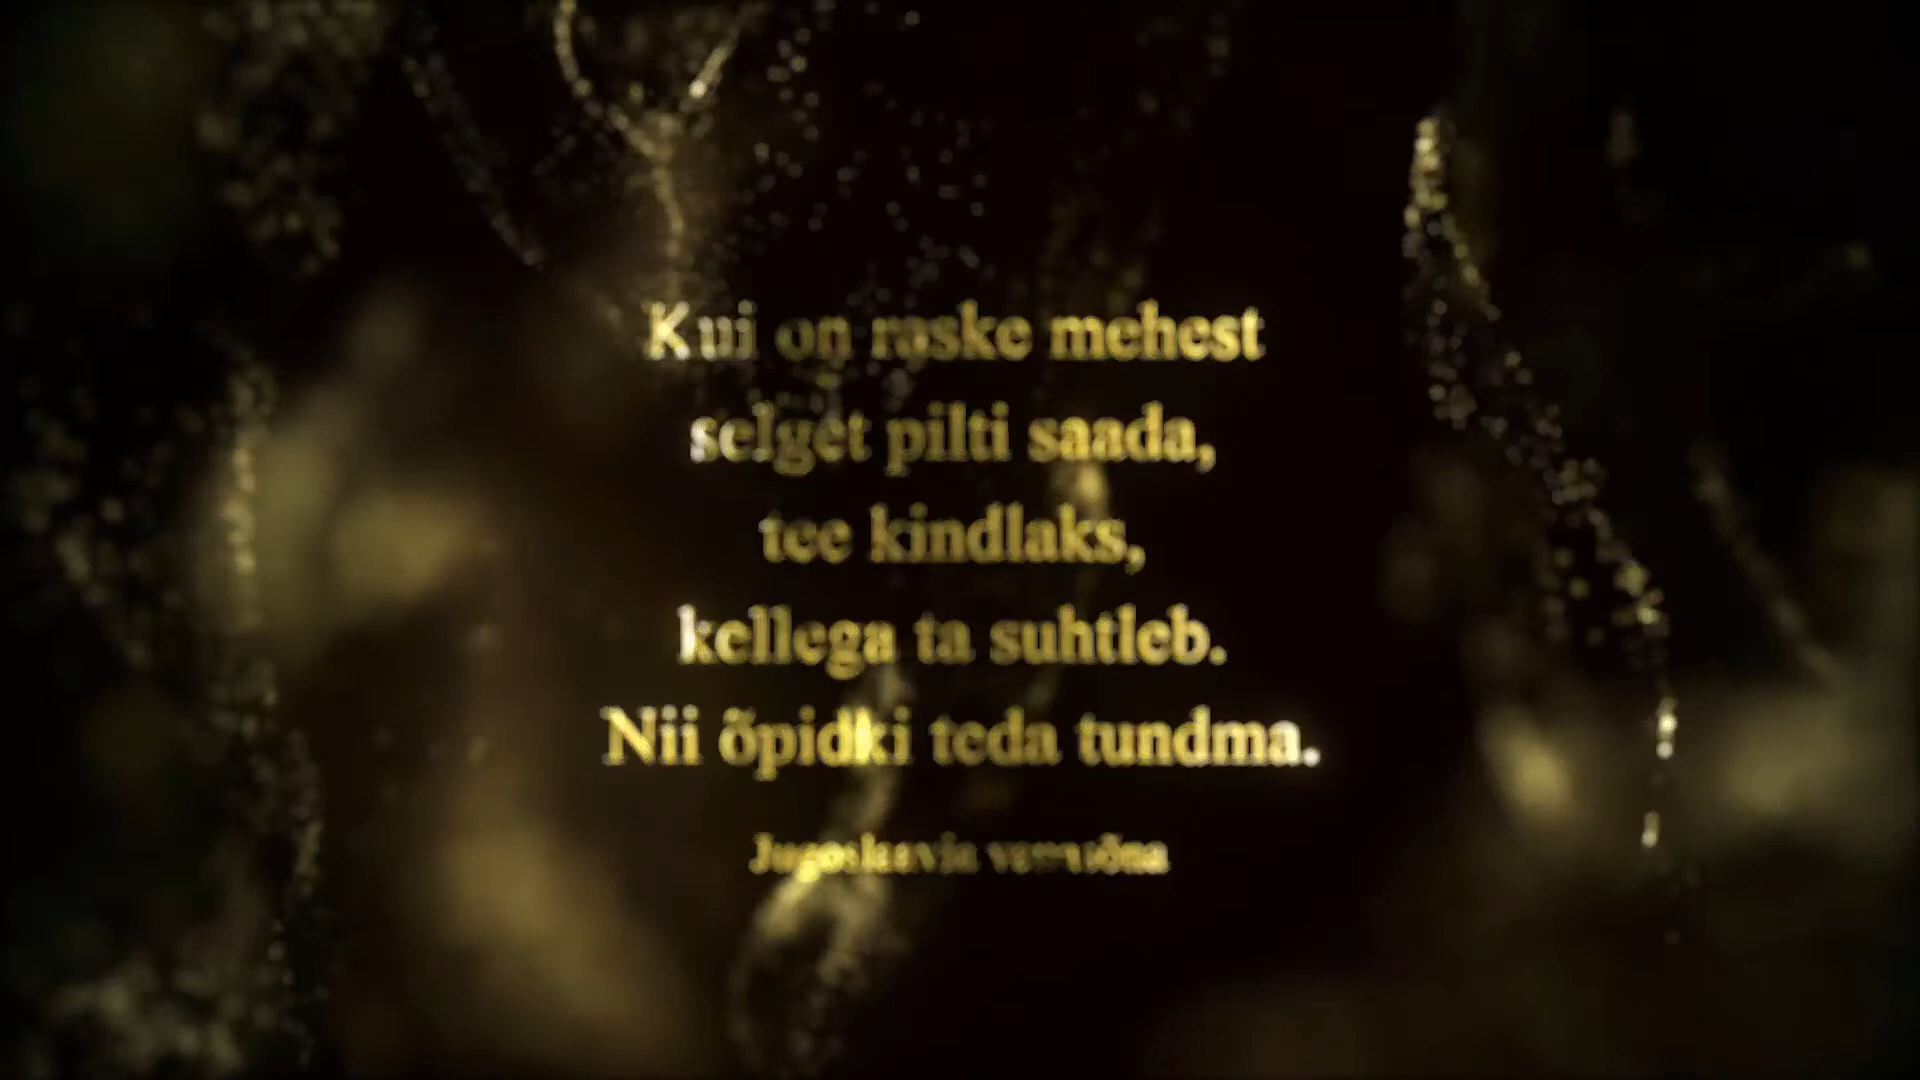 Kui on raske mehest
selget pilti saada,
tee kindlaks,
kellega ta suhtleb.
Nii õpidki teda tundma.
Jugoslaavia vanasõna